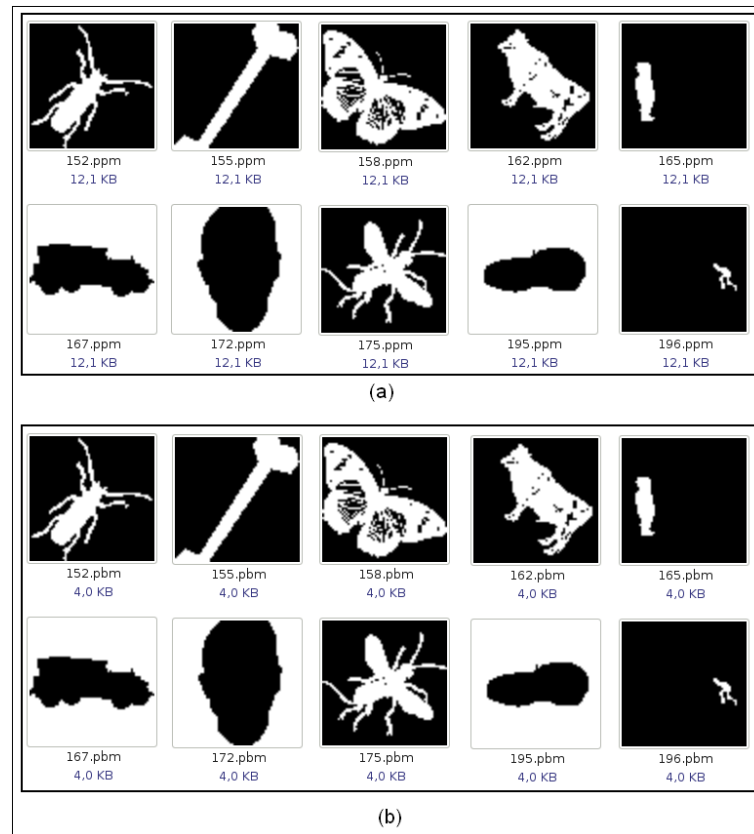 152.ppm 155.ppm 158.ppm 162.ppm 165.ppm
12,1 KB 12,1 KB 12,1 KB 12,1 KB 12,1 KB
167.ppm 172.ppm 175.ppm 195.ppm 196.ppm
12,1 KB 12,1 KB 12,1 KB 12,1 KB 12,1 KB
(a)
152.pbm 155.pbm 158.pbm 162.pbm 165.pbm
4,0 KB 4,0 KB 4,0 KB 4,0 KB 4,0 KB
167.pbm 172.pbm 175.pbm 195.pbm 196.pbm
4,0 KB 4,0 KB 4,0 KB 4,0 KB 4,0 KB
(b)